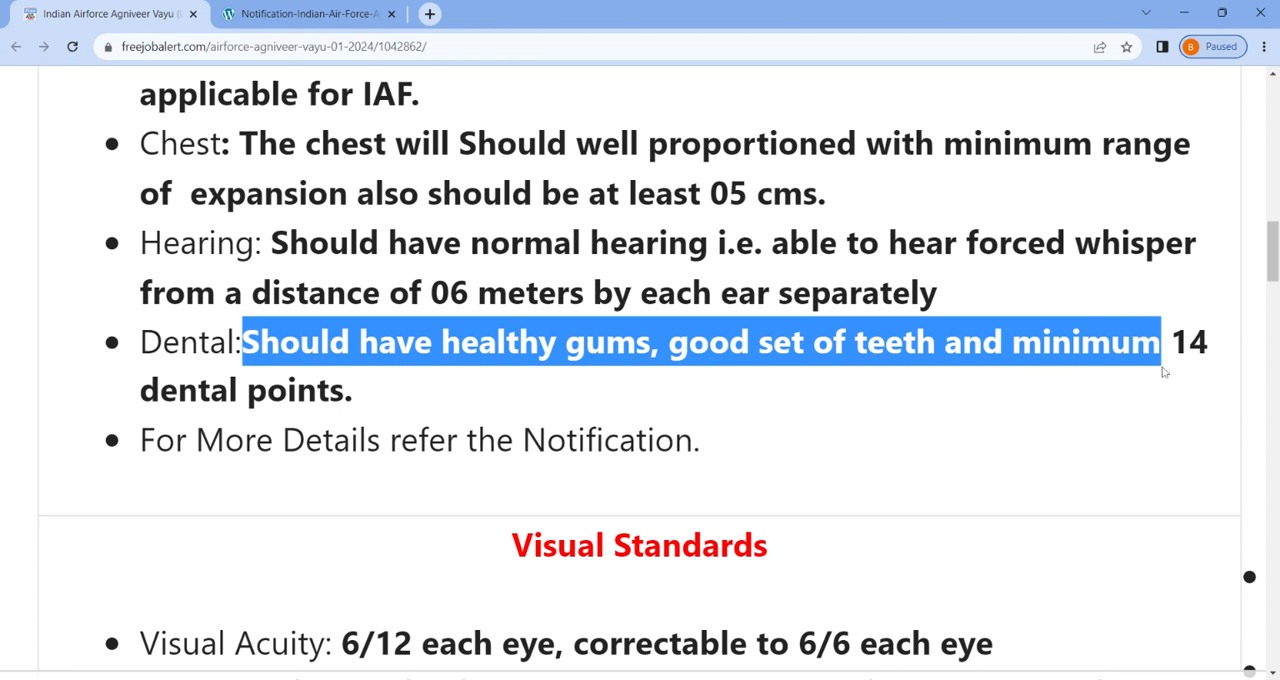 Indian Airforce Agniveer Vayu (
Notification-Indian-Air-Force-A
freejobalert.com/airforce-agniveer-vayu-01-2024/1042862/
B Paused
applicable for IAF.
• Chest: The chest will Should well proportioned with minimum range
of expansion also should be at least 05 cms.
• Hearing: Should have normal hearing i.e. able to hear forced whisper
from a distance of 06 meters by each ear separately
• Dental:Should have healthy gums, good set of teeth and minimum 14
dental points.
• For More Details refer the Notification.
Visual Standards
• Visual Acuity: 6/12 each eye, correctable to 6/6 each eye